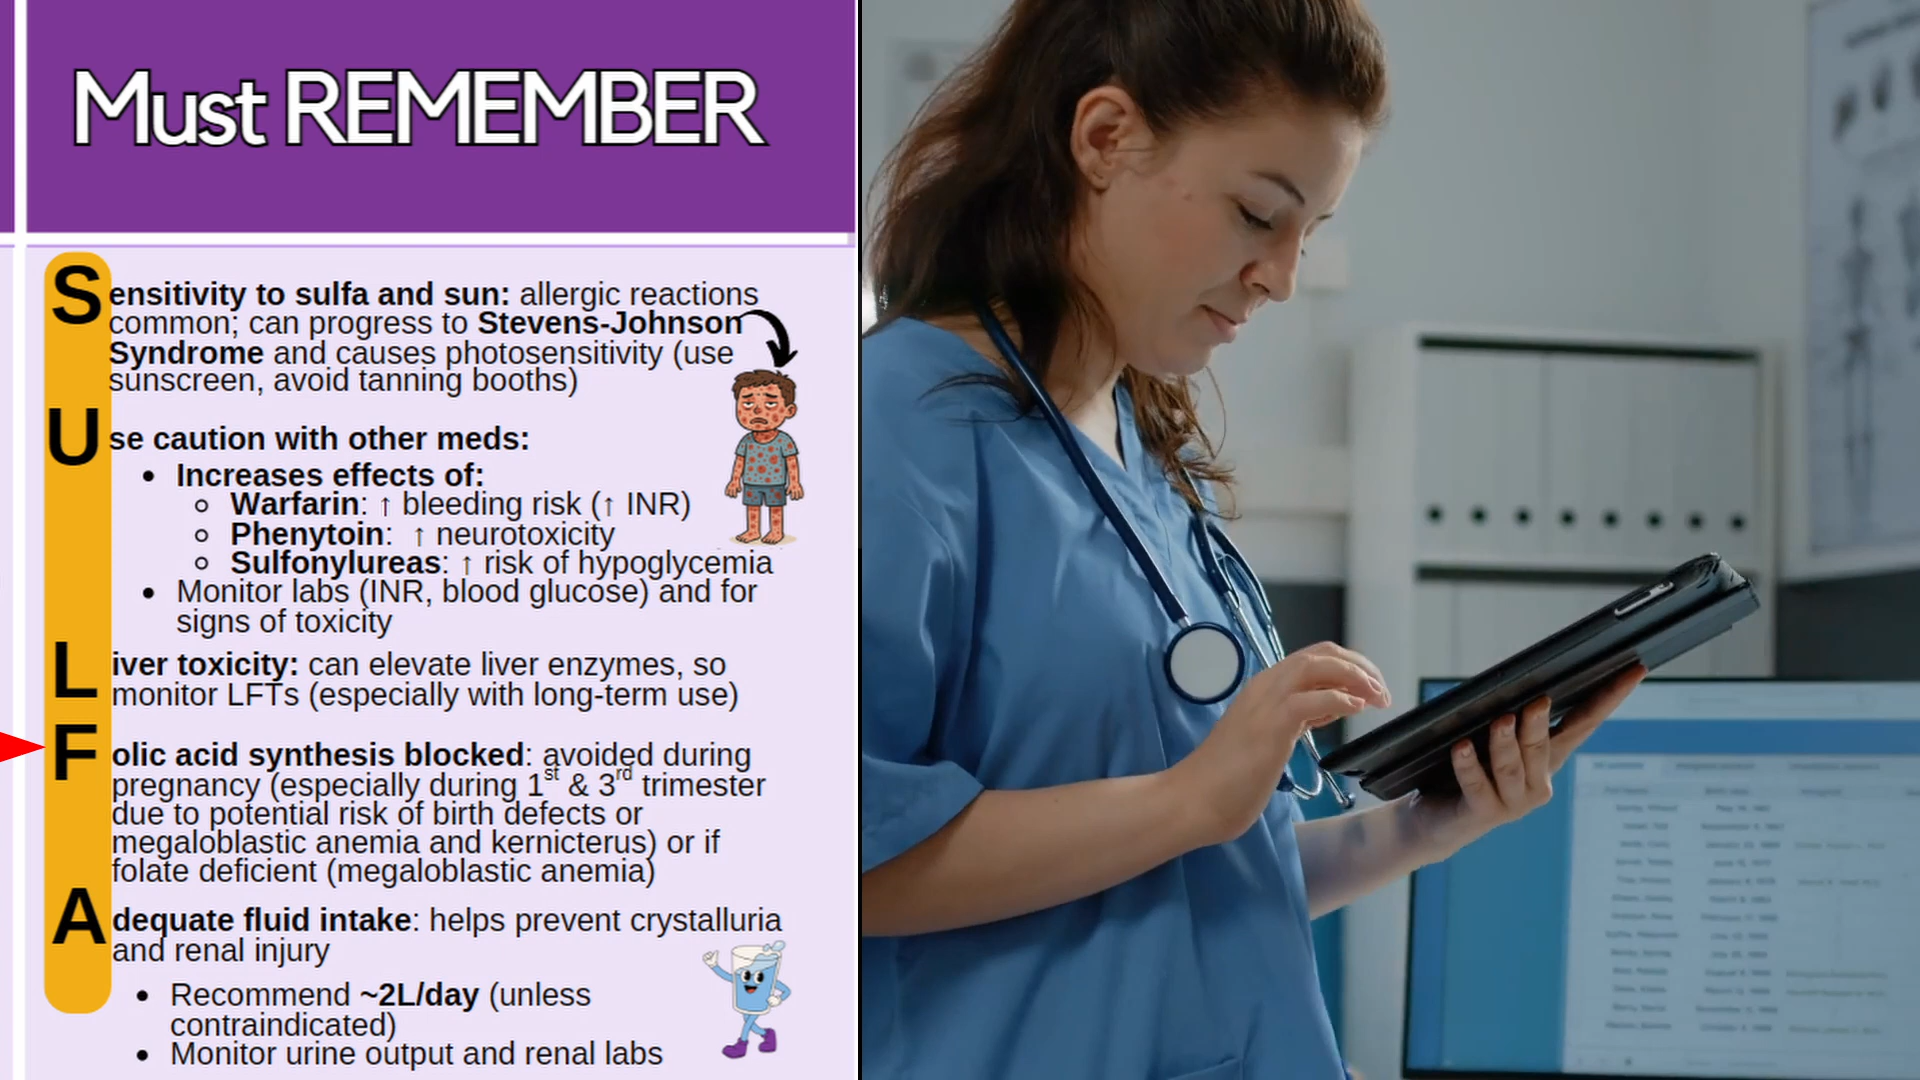 Must REMEMBER
Sensitivity to sulfa and sun: allergic reactions
common; can progress to Stevens-Johnson
Syndrome and causes photosensitivity (use
sunscreen, avoid tanning booths)
Use caution with other meds:
• Increases effects of:
○ Warfarin: ↑ bleeding risk (↑ INR)
○ Phenytoin: ↑ neurotoxicity
○ Sulfonylureas: ↑ risk of hypoglycemia
• Monitor labs (INR, blood glucose) and for
signs of toxicity
Liver toxicity: can elevate liver enzymes, so
monitor LFTs (especially with long-term use)
Folic acid synthesis blocked: avoided during
pregnancy (especially during 1st & 3rd trimester
due to potential risk of birth defects or
megaloblastic anemia and kernicterus) or if
folate deficient (megaloblastic anemia)
Adequate fluid intake: helps prevent crystalluria
and renal injury
• Recommend ~2L/day (unless
contraindicated)
• Monitor urine output and renal labs